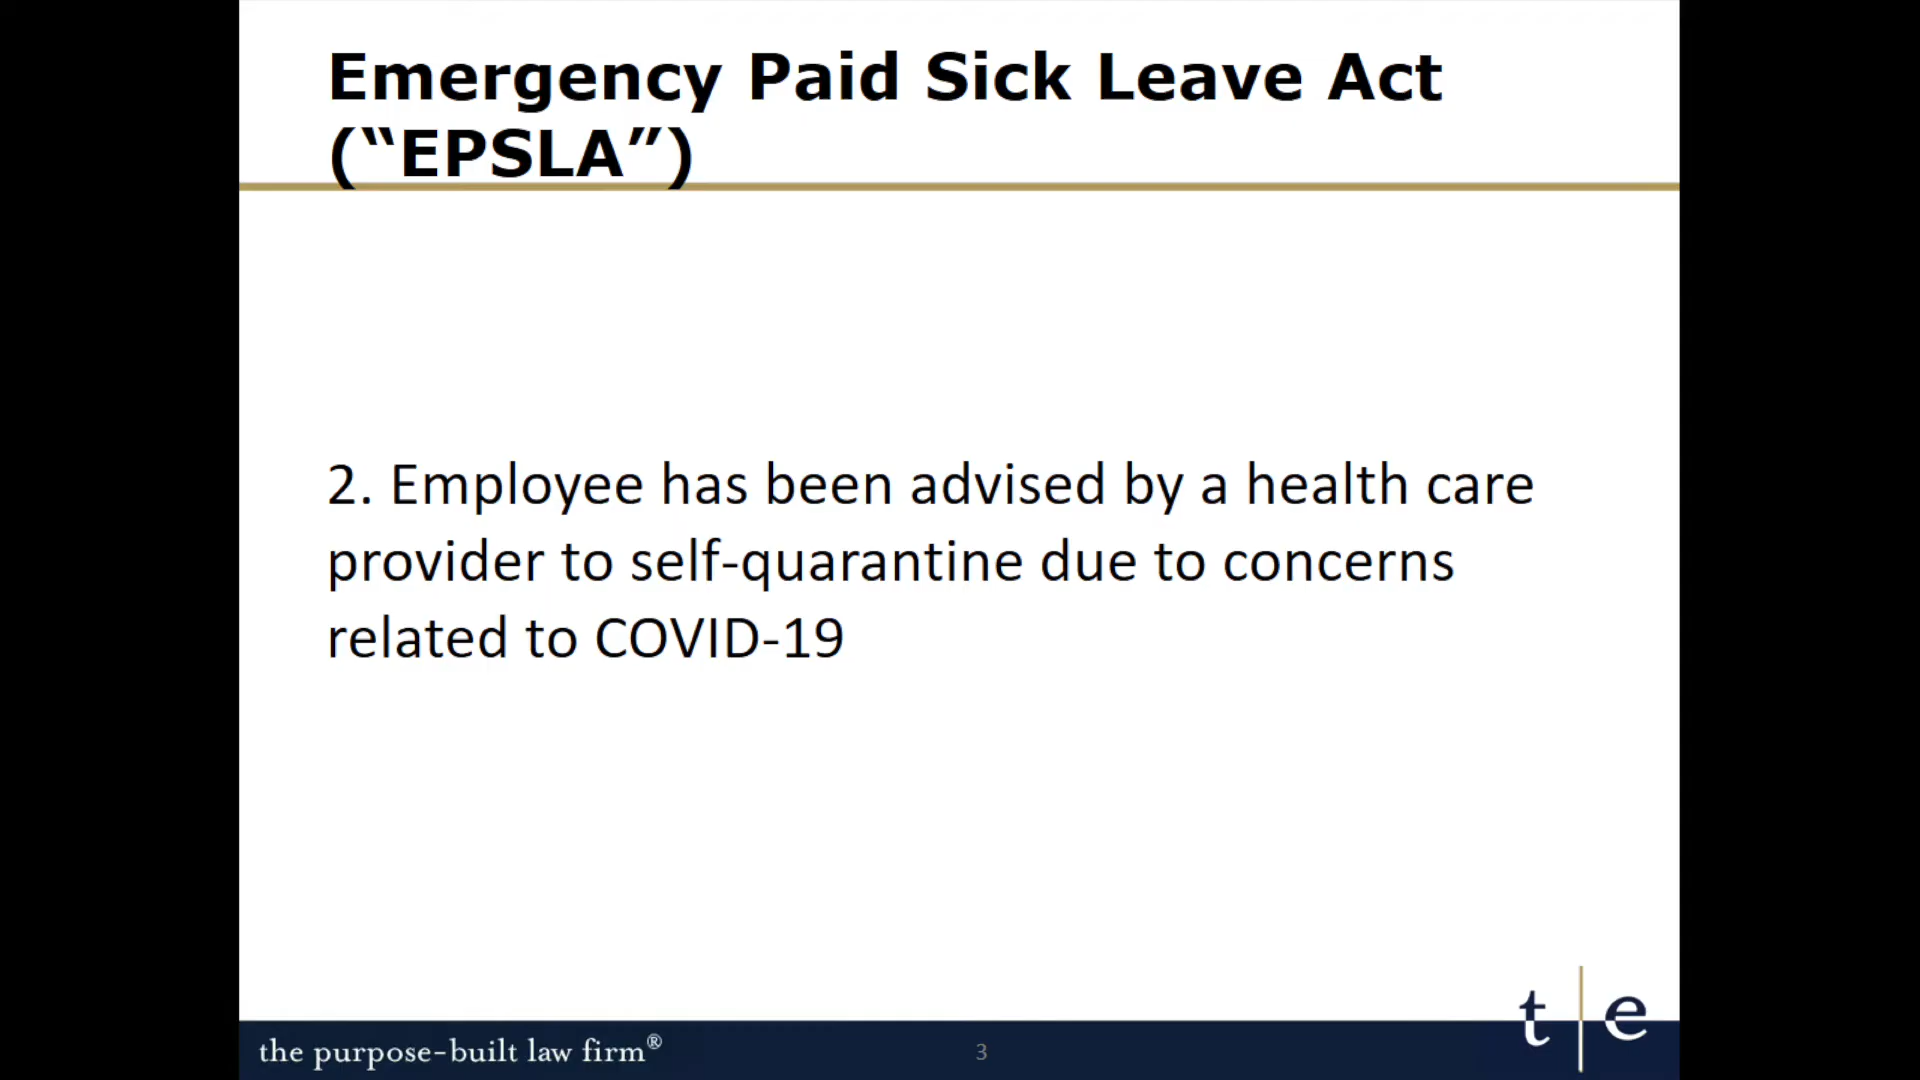 Emergency Paid Sick Leave Act
(“EPSLA”)
2. Employee has been advised by a health care
provider to self-quarantine due to concerns
related to COVID-19
the purpose-built law firm®
3
t|e